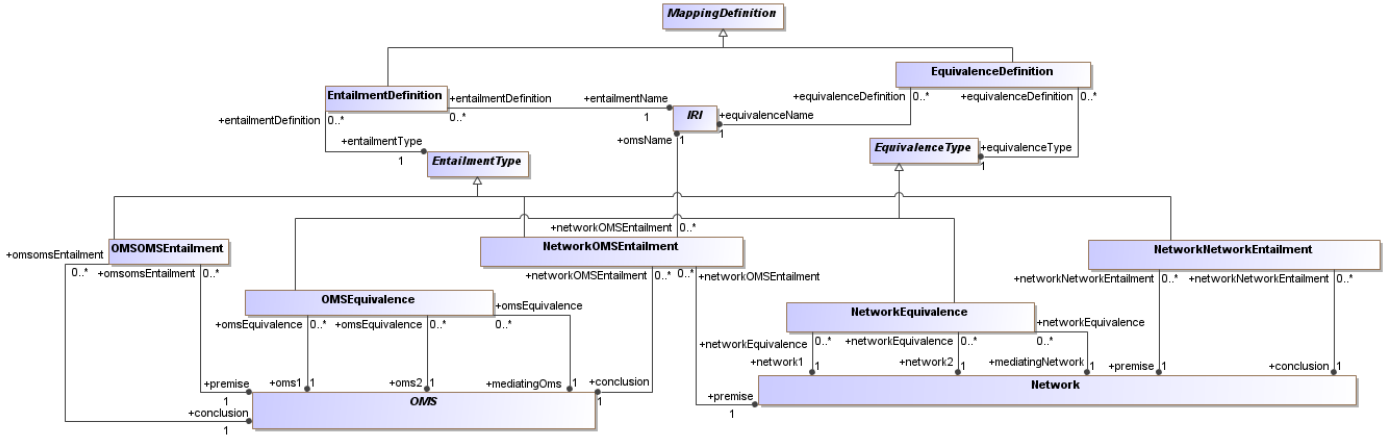 MappingDefinition
EquivalenceDefinition
EntailmentDefinition
+entailmentDefinition
+entailmentName
0..*
1
+equivalenceDefinition
0..*
+equivalenceDefinition
0..*
IRI
+equivalenceName
1
+entailmentDefinition
0..*
+omsName
1
+entailmentType
1
EntailmentType
EquivalenceType
+equivalenceType
1
+networkOMSEntailment
0..*
OMSOMSEntailment
NetworkOMSEntailment
NetworkNetworkEntailment
+omsomsEntailment
0..*
+omsomsEntailment
0..*
+networkOMSEntailment
0..*
0..*
+networkOMSEntailment
+networkNetworkEntailment
0..*
+networkNetworkEntailment
0..*
OMSEquivalence
+omsEquivalence
0..*
+omsEquivalence
0..*
+omsEquivalence
0..*
NetworkEquivalence
+networkEquivalence
0..*
+networkEquivalence
0..*
+networkEquivalence
0..*
+network1
1
+network2
1
+mediatingNetwork
1
+premise
1
+conclusion
1
Network
+premise
1
+oms1
1
+oms2
1
+mediatingOms
1
+conclusion
1
OMS
+conclusion
1
+premise
1